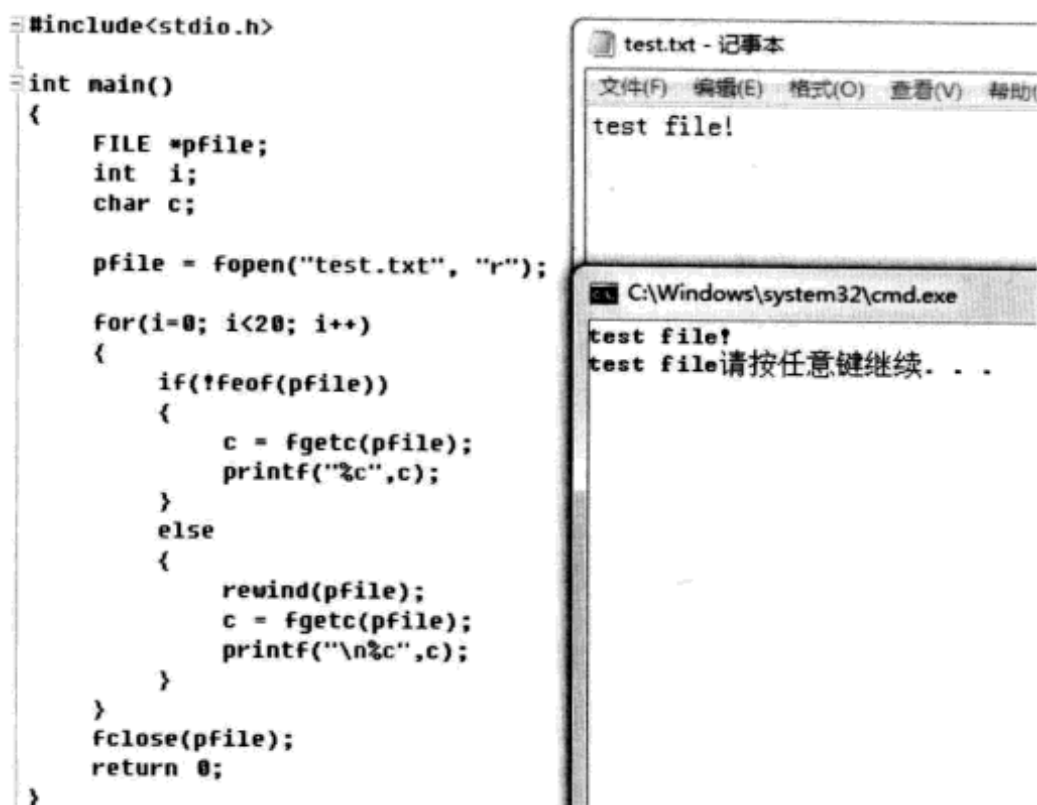 #include<stdio.h>
int main()
{
FILE *pfile;
int i;
char c;
pfile = fopen("test.txt", "r");
for(i=0; i<20; i++)
{
if(!feof(pfile))
{
c = fgetc(pfile);
printf("%c",c);
}
else
{
rewind(pfile);
c = fgetc(pfile);
printf("\n%c",c);
}
}
fclose(pfile);
return 0;
}
test.txt - 记事本
文件(F) 编辑(E) 格式(O) 查看(V) 帮助(
test file!
C:\Windows\system32\cmd.exe
test file!
test file请按任意键继续. . .